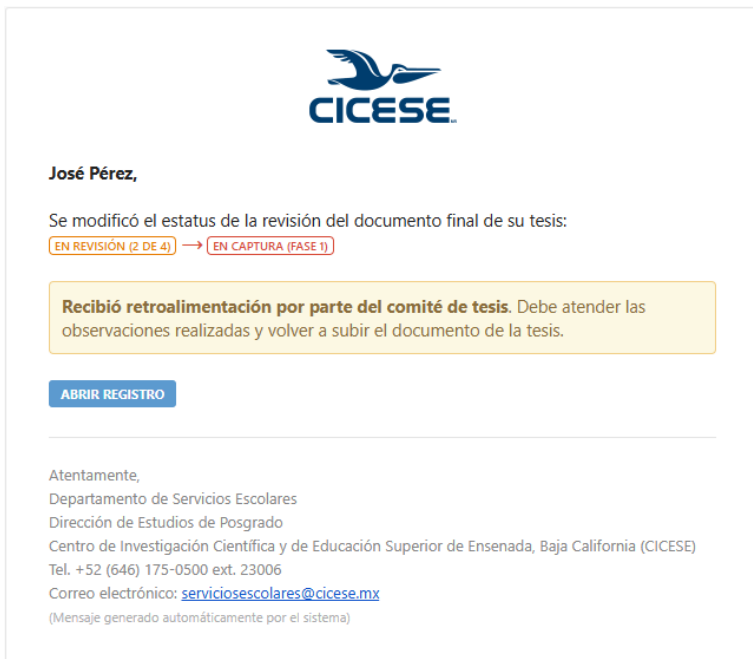 CICESE
José Pérez,
Se modificó el estatus de la revisión del documento final de su tesis:
EN REVISIÓN (2 DE 4) → EN CAPTURA (FASE 1)
Recibió retroalimentación por parte del comité de tesis. Debe atender las
observaciones realizadas y volver a subir el documento de la tesis.
ABRIR REGISTRO
Atentamente,
Departamento de Servicios Escolares
Dirección de Estudios de Posgrado
Centro de Investigación Científica y de Educación Superior de Ensenada, Baja California (CICESE)
Tel. +52 (646) 175-0500 ext. 23006
Correo electrónico: serviciosescolares@cicese.mx
(Mensaje generado automáticamente por el sistema)